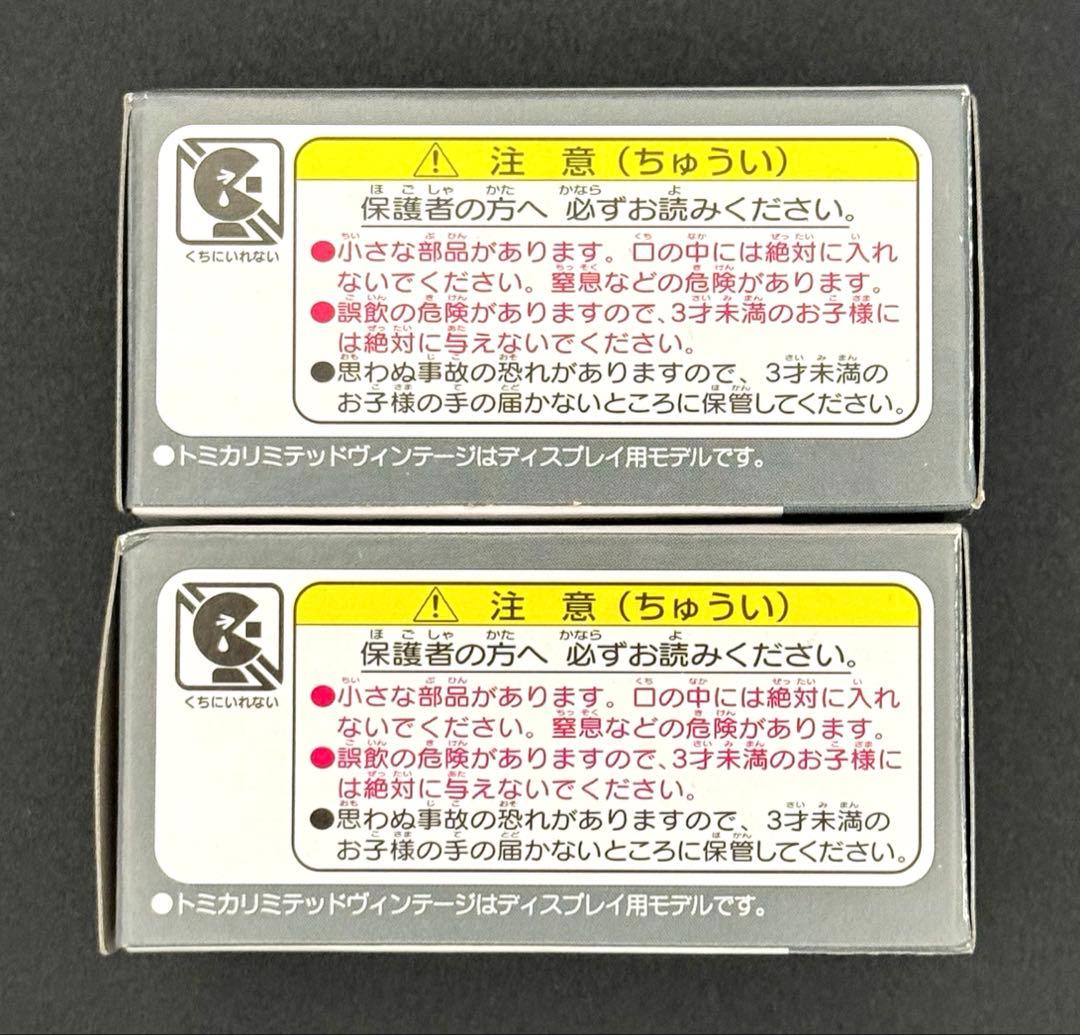 くちにいれない
注 意（ちゅうい）
保護者の方へ 必ずお読みください。
●小さな部品があります。口の中には絶対に入れ
ないでください。窒息などの危険があります。
●誤飲の危険がありますので、3才未満のお子様に
は絶対に与えないでください。
●思わぬ事故の恐れがありますので、3才未満の
お子様の手の届かないところに保管してください。
●トミカリミテッドヴィンテージはディスプレイ用モデルです。
くちにいれない
注 意（ちゅうい）
保護者の方へ 必ずお読みください。
●小さな部品があります。口の中には絶対に入れ
ないでください。窒息などの危険があります。
●誤飲の危険がありますので、3才未満のお子様に
は絶対に与えないでください。
●思わぬ事故の恐れがありますので、3才未満の
お子様の手の届かないところに保管してください。
●トミカリミテッドヴィンテージはディスプレイ用モデルです。